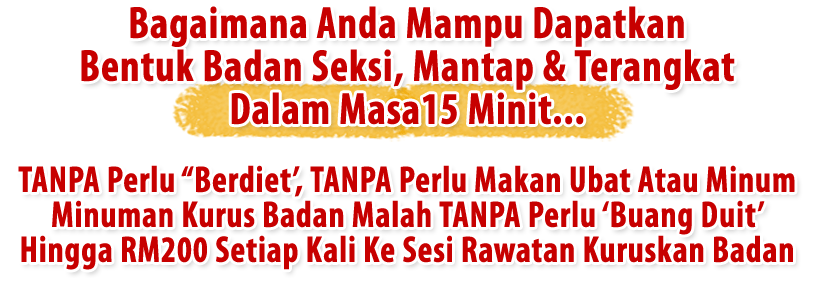 Bagaimana Anda Mampu Dapatkan
Bentuk Badan Seksi, Mantap & Terangkat
Dalam Masa15 Minit...
TANPA Perlu “Berdiet’, TANPA Perlu Makan Ubat Atau Minum
Minuman Kurus Badan Malah TANPA Perlu ‘Buang Duit’
Hingga RM200 Setiap Kali Ke Sesi Rawatan Kuruskan Badan